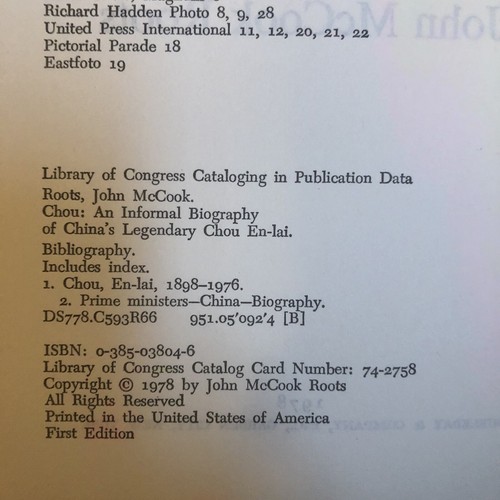 Richard Hadden Photo 8, 9, 28
United Press International 11, 12, 20, 21, 22
Pictorial Parade 18
Eastfoto 19
Library of Congress Cataloging in Publication Data
Roots, John McCook.
Chou: An Informal Biography
of China's Legendary Chou En-lai.
Bibliography.
Includes index.
1. Chou, En-lai, 1898–1976.
2. Prime ministers—China—Biography.
DS778.C593R66 951.05'092'4 [B]
ISBN: 0-385-03804-6
Library of Congress Catalog Card Number: 74-2758
Copyright © 1978 by John McCook Roots
All Rights Reserved
Printed in the United States of America
First Edition